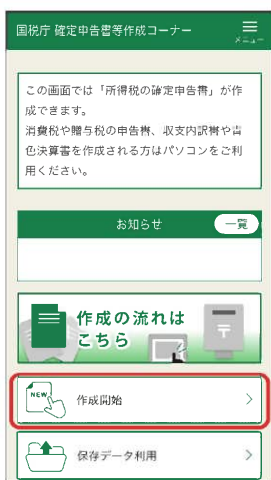 国税庁 確定申告書等作成コーナー
メニュー
この画面では「所得税の確定申告書」が作
成できます。
消費税や贈与税の申告書、収支内訳書や青
色決算書を作成される方はパソコンをご利
用ください。
お知らせ
一覧
作成の流れは
こちら
〒
NEW
作成開始
保存データ利用